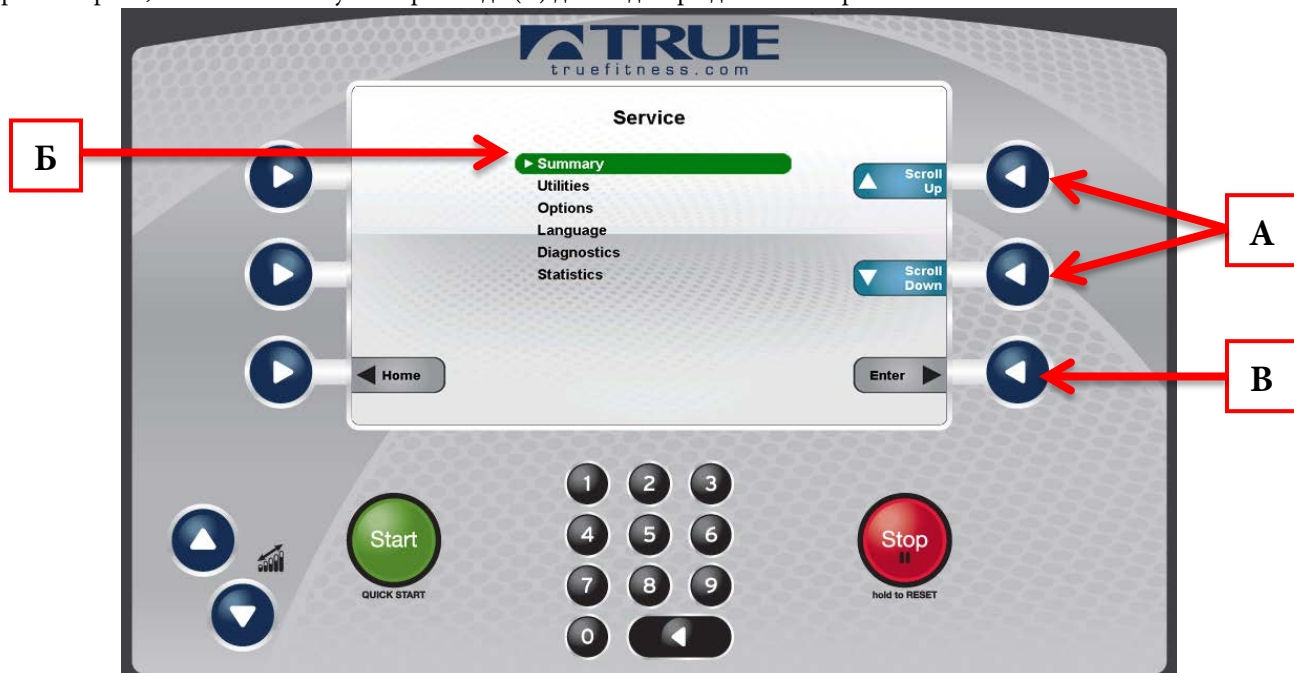 TRUE
truefitness.com
Service
Б
Summary
Utilities
Options
Language
Diagnostics
Statistics
Scroll
Up
А
Scroll
Down
Home
Enter
В
1 2 3
Start
4 5 6
Stop
QUICK START
7 8 9
hold to RESET
0